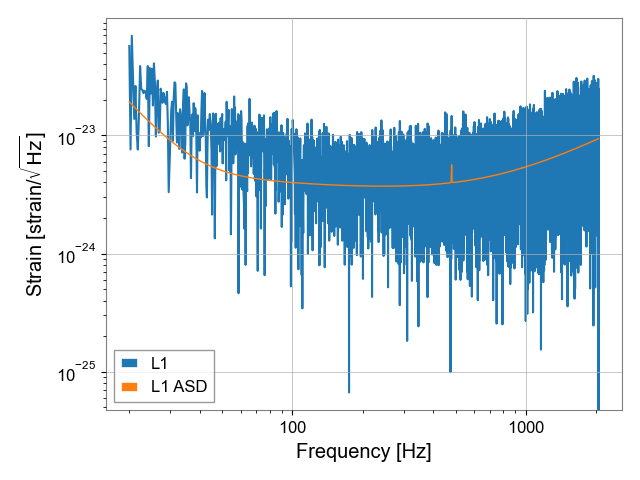 Strain [strain/√Hz]
10⁻²³
10⁻²⁴
10⁻²⁵
L1
L1 ASD
100
1000
Frequency [Hz]